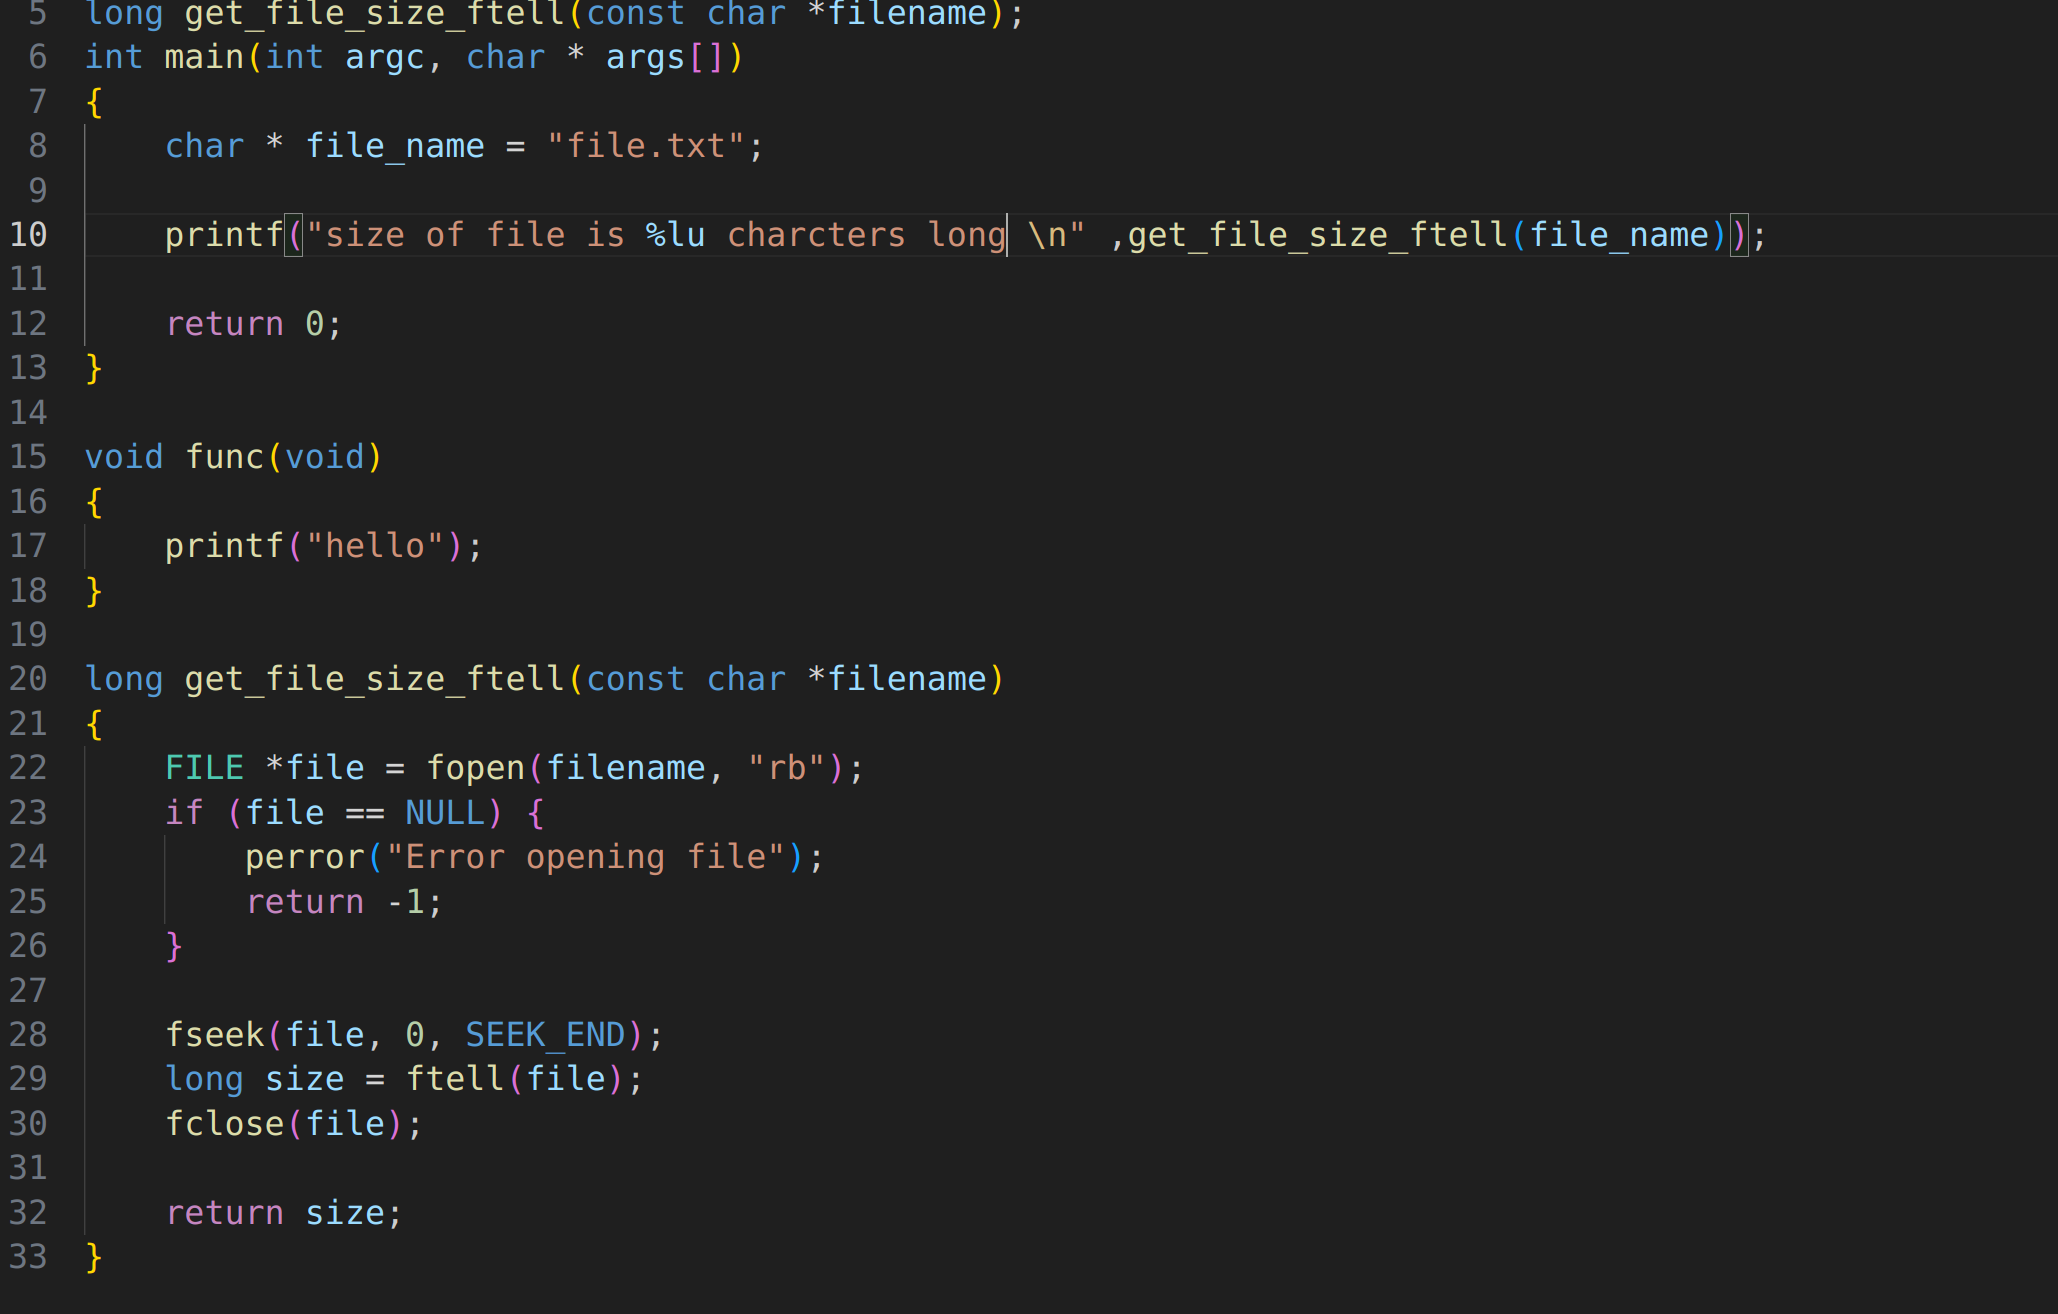 5 long get_file_size_ftell(const char *filename);
6 int main(int argc, char * args[])
7 {
8     char * file_name = "file.txt";
9
10     printf("size of file is %lu charcters long \n" ,get_file_size_ftell(file_name));
11
12     return 0;
13 }
14
15 void func(void)
16 {
17     printf("hello");
18 }
19
20 long get_file_size_ftell(const char *filename)
21 {
22     FILE *file = fopen(filename, "rb");
23     if (file == NULL) {
24         perror("Error opening file");
25         return -1;
26     }
27
28     fseek(file, 0, SEEK_END);
29     long size = ftell(file);
30     fclose(file);
31
32     return size;
33 }